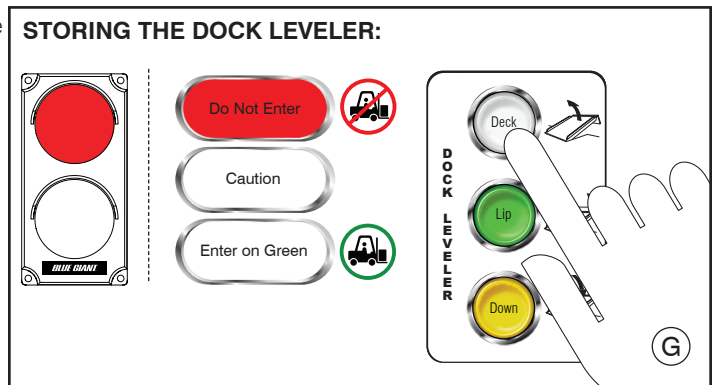 e
STORING THE DOCK LEVELER:
Do Not Enter
Caution
Enter on Green
BLUE GIANT
DOCK LEVELER
Deck
Lip
Down
G